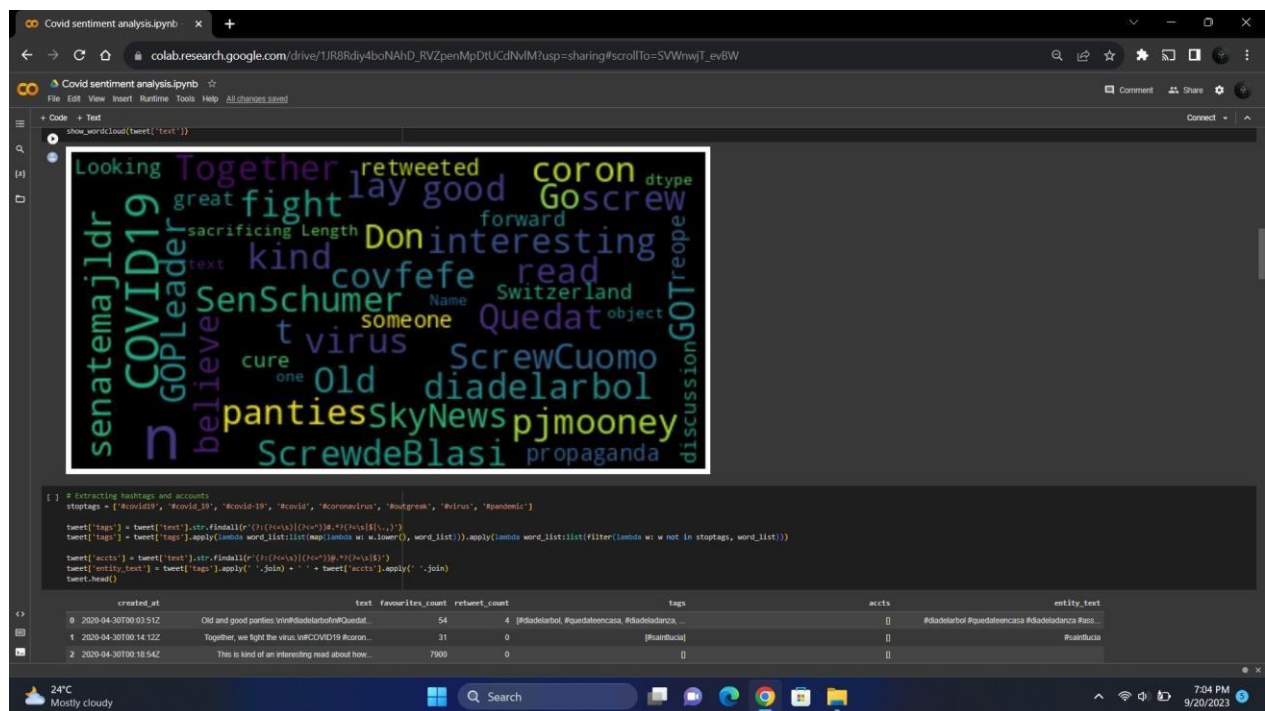 Covid sentiment analysis.ipynb -
colab.research.google.com/drive/1JR8Rdiy4boNAhD_RVZpenMpDtUCdNvlM?usp=sharing#scrollTo=SVWnwjT_evBW
Covid sentiment analysis.ipynb
File Edit View Insert Runtime Tools Help All changes saved
Comment Share
+ Code + Text
Connect
show_wordcloud(tweet['text'])
Looking Together retweeted coron dtype
great fight lay good Goscrew
senatemajldr COVID19 GOPLeader
sacrificing Length Don interesting forward
text kind covfefe read
SenSchumer Name Switzerland
someone Quedat object GOTreope
believe t virus
cure ScrewCuomo
one Old diadelarbol discussion
n panties SkyNews pjmooney
ScrewdeBlasi propaganda
[ ] # Extracting hashtags and accounts
stoptags = ['#covid19', '#covid_19', '#covid-19', '#covid', '#coronavirus', '#outgreak', '#virus', '#pandemic']
tweet['tags'] = tweet['text'].str.findall(r'(?:(?<=\s)|(?<=^))#.*?(?=\s|$|\.,)')
tweet['tags'] = tweet['tags'].apply(lambda word_list:list(map(lambda w: w.lower(), word_list))).apply(lambda word_list:list(filter(lambda w: w not in stoptags, word_list)))
tweet['accts'] = tweet['text'].str.findall(r'(?:(?<=\s)|(?<=^))@.*?(?=\s|$)')
tweet['entity_text'] = tweet['tags'].apply(' '.join) + ' ' + tweet['accts'].apply(' '.join)
tweet.head()
created_at text favourites_count retweet_count tags accts entity_text
0 2020-04-30T00:03:51Z Old and good panties.\n\n#diadelarbol\n#Quedat... 54 4 [#diadelarbol, #quedateencasa, #diadeladanza, ... [] #diadelarbol #quedateencasa #diadeladanza #ass...
1 2020-04-30T00:14:12Z Together, we fight the virus.\n#COVID19 #coron... 31 0 [#saintlucia] [] #saintlucia
2 2020-04-30T00:18:54Z This is kind of an interesting read about how... 7900 0 [] []
24°C
Mostly cloudy
Search
7:04 PM
9/20/2023
5